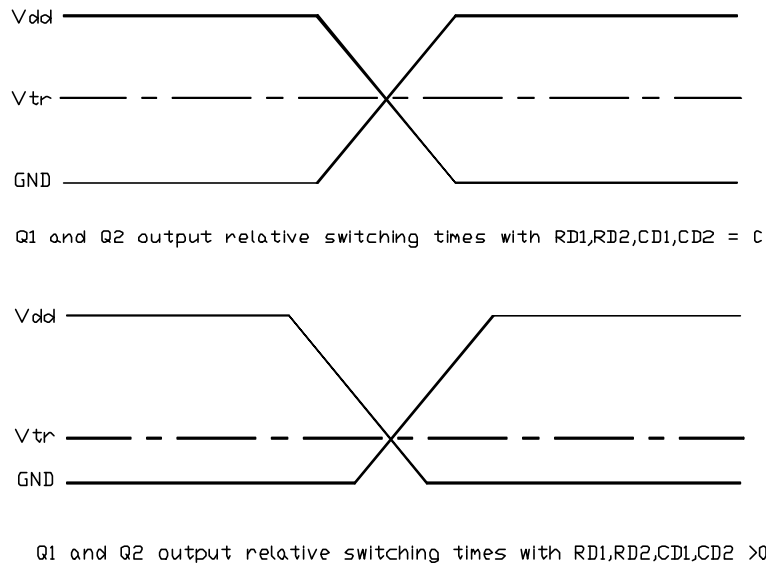 Vdd
Vtr
GND
Q1 and Q2 output relative switching times with RD1,RD2,CD1,CD2 =
Vdd
Vtr
GND
Q1 and Q2 output relative switching times with RD1,RD2,CD1,CD2 >0